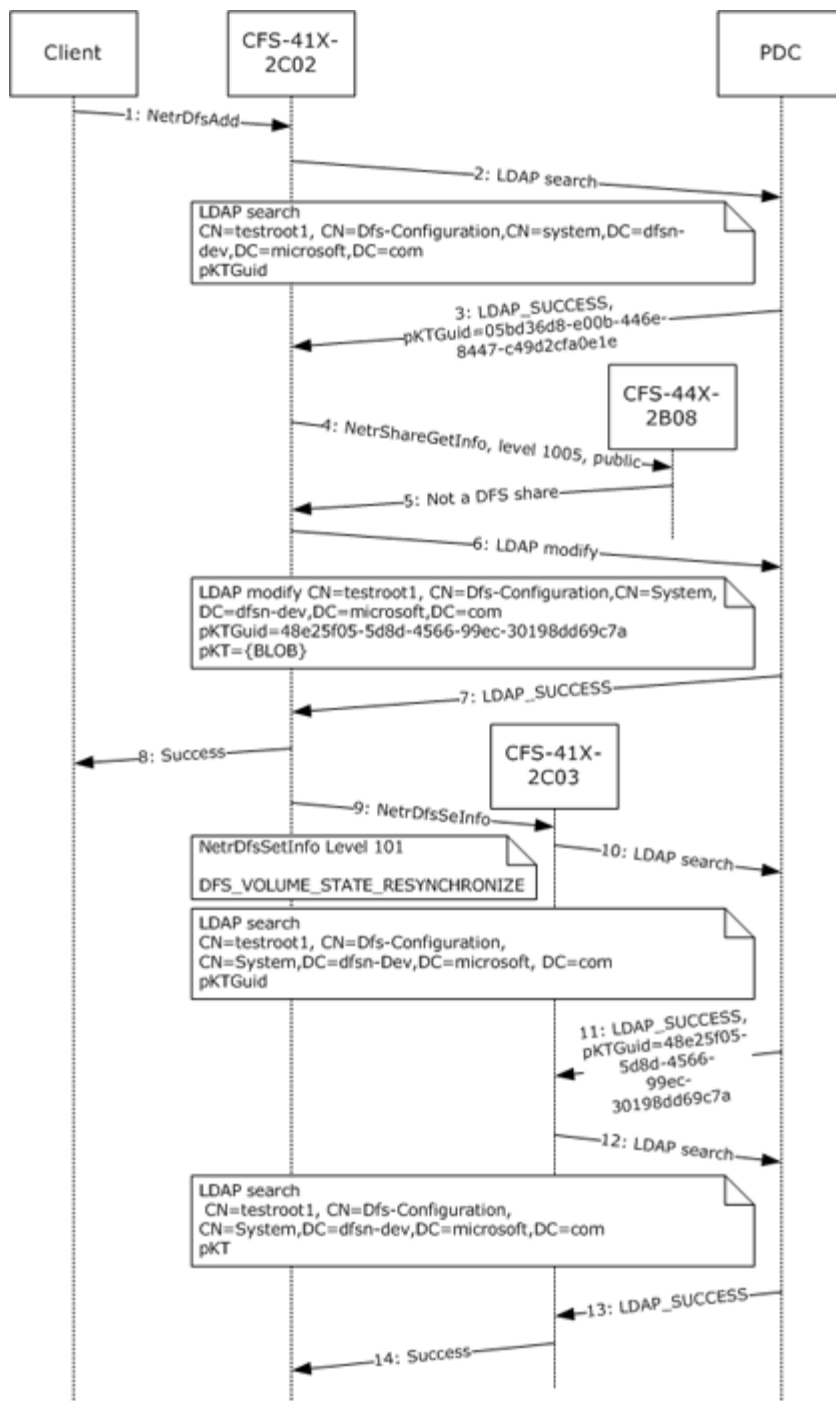 Client
CFS-41X-
2C02
PDC
1: NetrDfsAdd
2: LDAP search
LDAP search
CN=testroot1, CN=Dfs-Configuration,CN=system,DC=dfsn-
dev,DC=microsoft,DC=com
pKTGuid
3: LDAP_SUCCESS,
pKTGuid=05bd36d8-e00b-446e-
8447-c49d2cfa0e1e
CFS-44X-
2B08
4: NetrShareGetInfo, level 1005, public
5: Not a DFS share
6: LDAP modify
LDAP modify CN=testroot1, CN=Dfs-Configuration,CN=System,
DC=dfsn-dev,DC=microsoft,DC=com
pKTGuid=48e25f05-5d8d-4566-99ec-30198dd69c7a
pKT={BLOB}
7: LDAP_SUCCESS
8: Success
CFS-41X-
2C03
9: NetrDfsSeInfo
NetrDfsSetInfo Level 101
DFS_VOLUME_STATE_RESYNCHRONIZE
10: LDAP search
LDAP search
CN=testroot1, CN=Dfs-Configuration,
CN=System,DC=dfsn-Dev,DC=microsoft, DC=com
pKTGuid
11: LDAP_SUCCESS,
pKTGuid=48e25f05-
5d8d-4566-
99ec-
30198dd69c7a
12: LDAP search
LDAP search
CN=testroot1, CN=Dfs-Configuration,
CN=System,DC=dfsn-dev,DC=microsoft,DC=com
pKT
13: LDAP_SUCCESS
14: Success